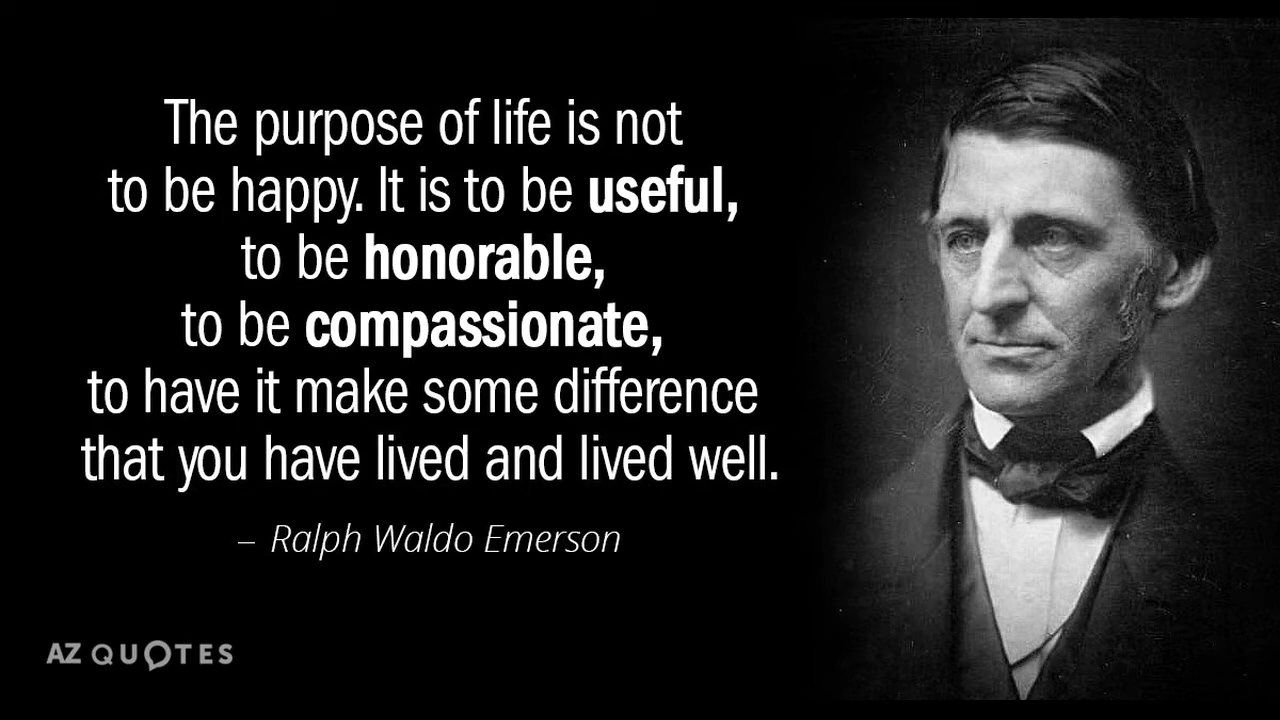 The purpose of life is not
to be happy. It is to be useful,
to be honorable,
to be compassionate,
to have it make some difference
that you have lived and lived well.
– Ralph Waldo Emerson
AZ QUOTES